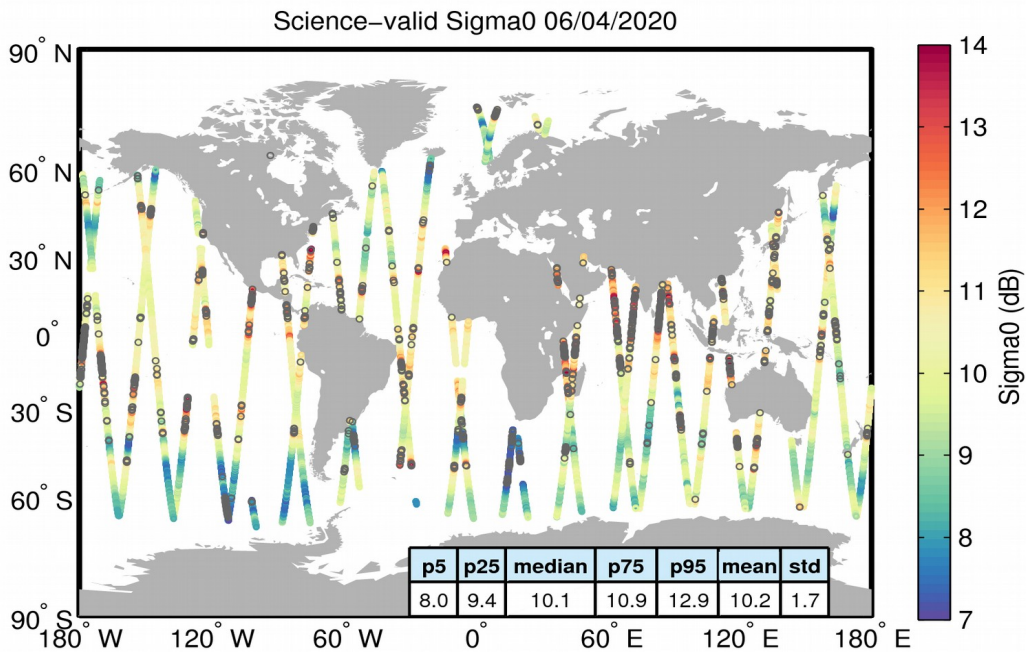 Science−valid Sigma0 06/04/2020
90° N
60° N
30° N
0°
30° S
60° S
90° S
180° W
120° W
60° W
0°
60° E
120° E
180° E
p5 p25 median p75 p95 mean std
8.0 9.4 10.1 10.9 12.9 10.2 1.7
14
13
12
11
10
9
8
7
Sigma0 (dB)